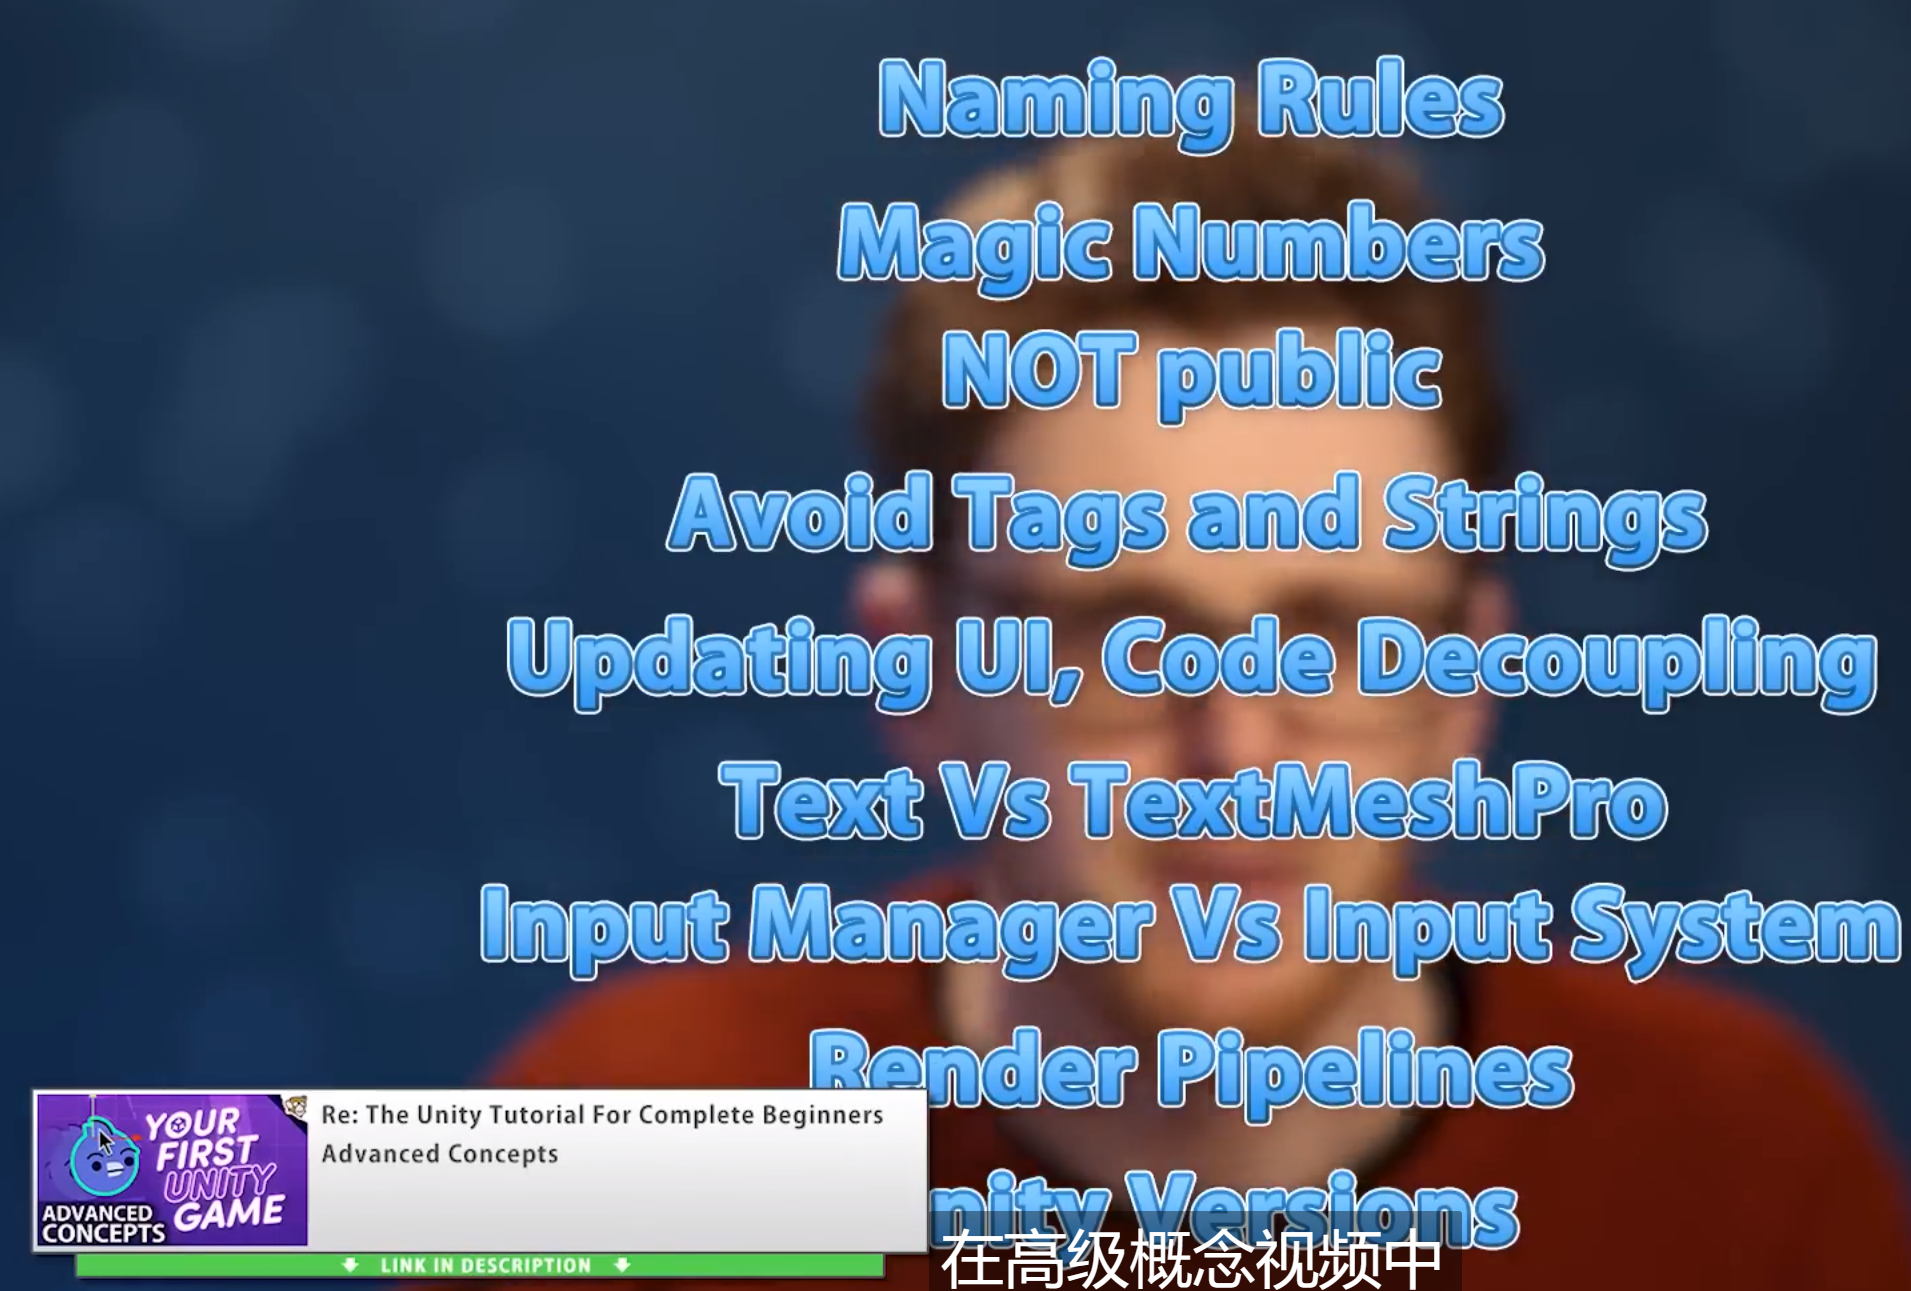 Naming Rules
Magic Numbers
NOT public
Avoid Tags and Strings
Updating UI, Code Decoupling
Text Vs TextMeshPro
Input Manager Vs Input System
Render Pipelines
nity Versions
YOUR
FIRST
UNITY
GAME
ADVANCED
CONCEPTS
Re: The Unity Tutorial For Complete Beginners
Advanced Concepts
LINK IN DESCRIPTION
在高级概念视频中